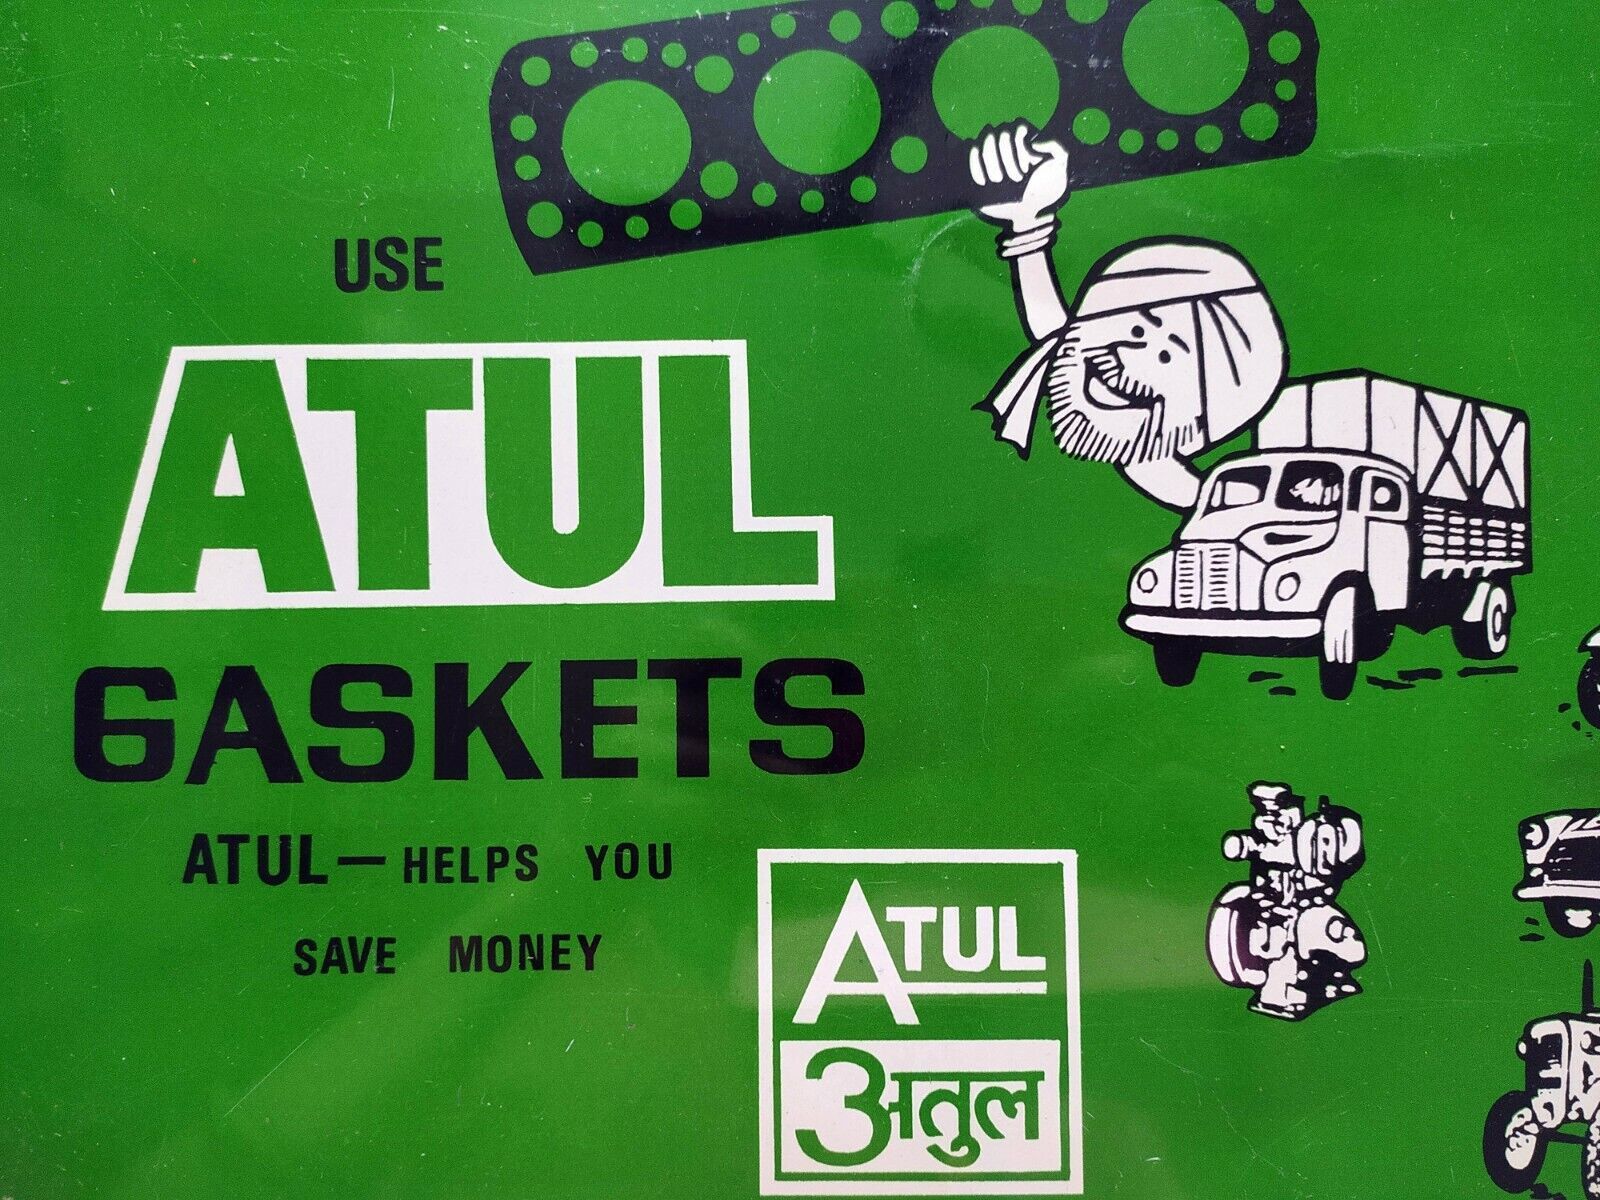 USE
ATUL
GASKETS
ATUL — HELPS YOU
SAVE MONEY
ATUL
अतुल